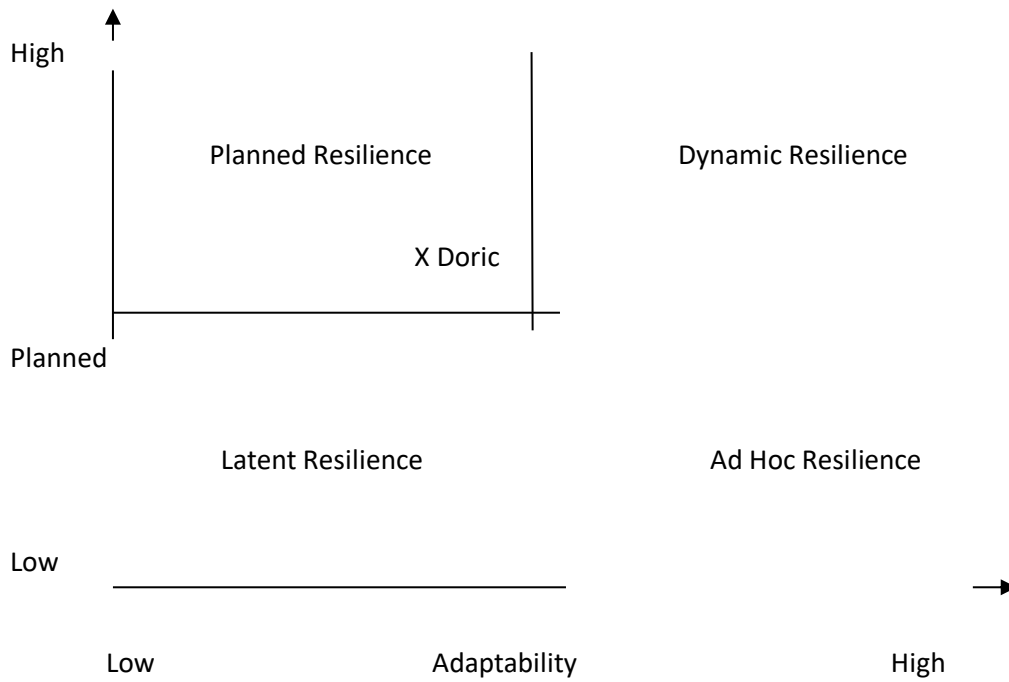 High
Planned Resilience Dynamic Resilience
X Doric
Planned
Latent Resilience Ad Hoc Resilience
Low
Low Adaptability High